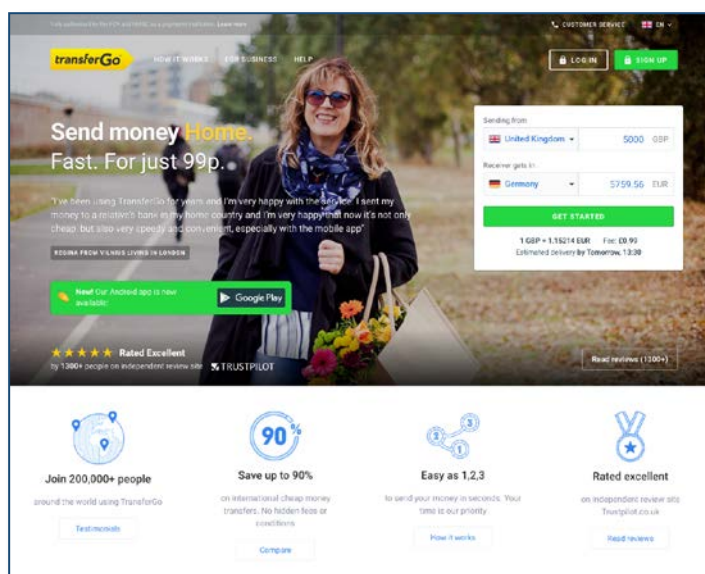 Fully authorised by the FCA and HMRC as a payment institution. Learn more
CUSTOMER SERVICE EN
transferGo HOW IT WORKS FOR BUSINESS HELP LOG IN SIGN UP
Send money Home.
Fast. For just 99p.
"I've been using TransferGo for years and I'm very happy with the service. I sent my
money to a relative's bank in my home country and I'm very happy that now it's not only
cheap, but also very speedy and convenient, especially with the mobile app"
REGINA FROM VILNIUS LIVING IN LONDON
New! Our Android app is now
available!
Google Play
Rated Excellent
by 1300+ people on independent review site TRUSTPILOT
Sending from
United Kingdom 5000 GBP
Receiver gets in
Germany 5759.56 EUR
GET STARTED
1 GBP = 1.15214 EUR Fee: £0.99
Estimated delivery by Tomorrow, 13:30
Read reviews (1300+)
Join 200,000+ people
around the world using TransferGo
Testimonials
90%
Save up to 90%
on international cheap money
transfers. No hidden fees or
conditions
Compare
3
2
1
Easy as 1,2,3
to send your money in seconds. Your
time is our priority
How it works
Rated excellent
on independent review site
Trustpilot.co.uk
Read reviews